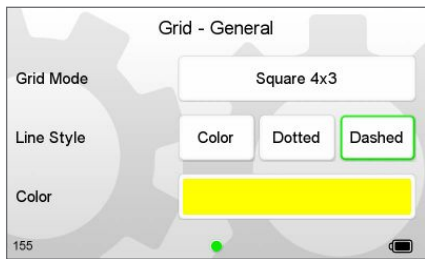 Grid - General
Grid Mode Square 4x3
Line Style Color Dotted Dashed
Color
155